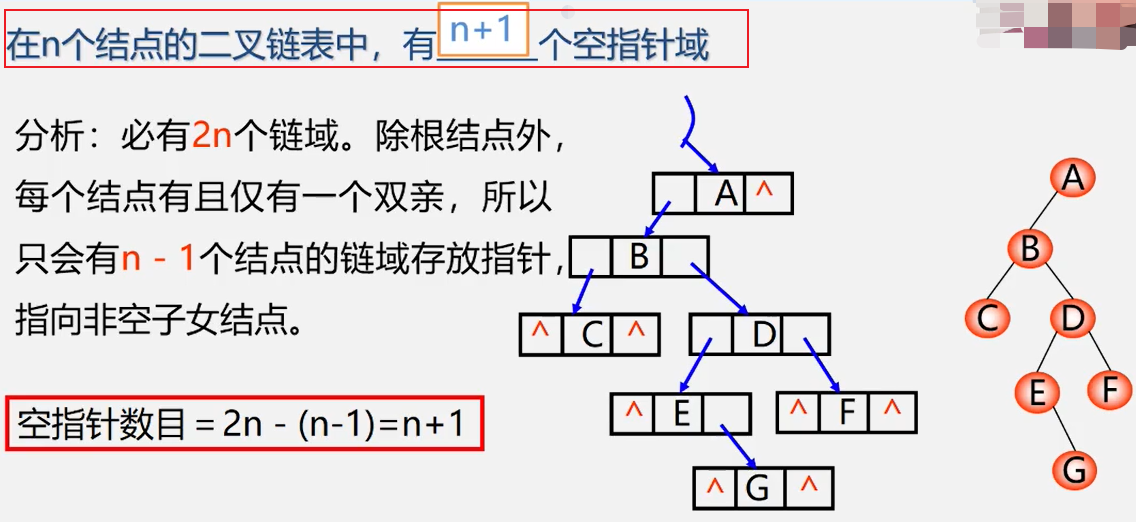 在n个结点的二叉链表中，有n+1个空指针域
分析：必有2n个链域。除根结点外，
每个结点有且仅有一个双亲，所以
只会有n - 1个结点的链域存放指针，
指向非空子女结点。
空指针数目＝2n - (n-1)=n+1
A ^
B
^ C ^
D
^ E
^ F ^
^ G ^
A
B
C
D
E
F
G